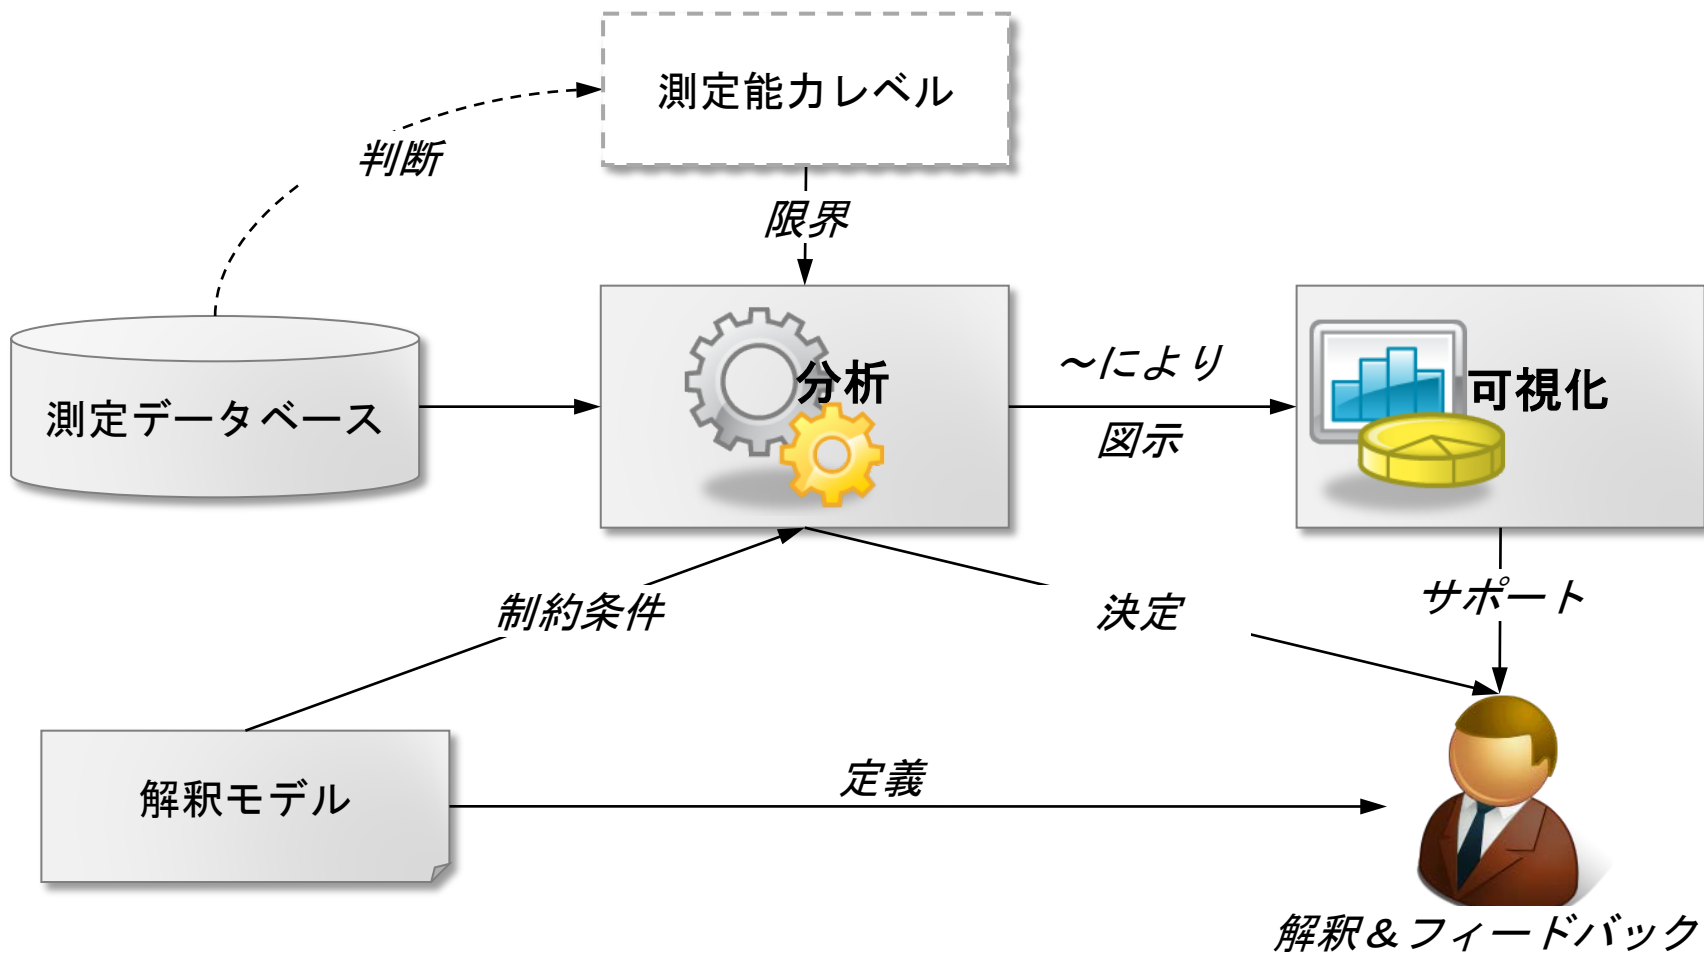 測定能力レベル
判断
限界
測定データベース
分析
～により
図示
可視化
制約条件
決定
サポート
解釈モデル
定義
解釈＆フィードバック